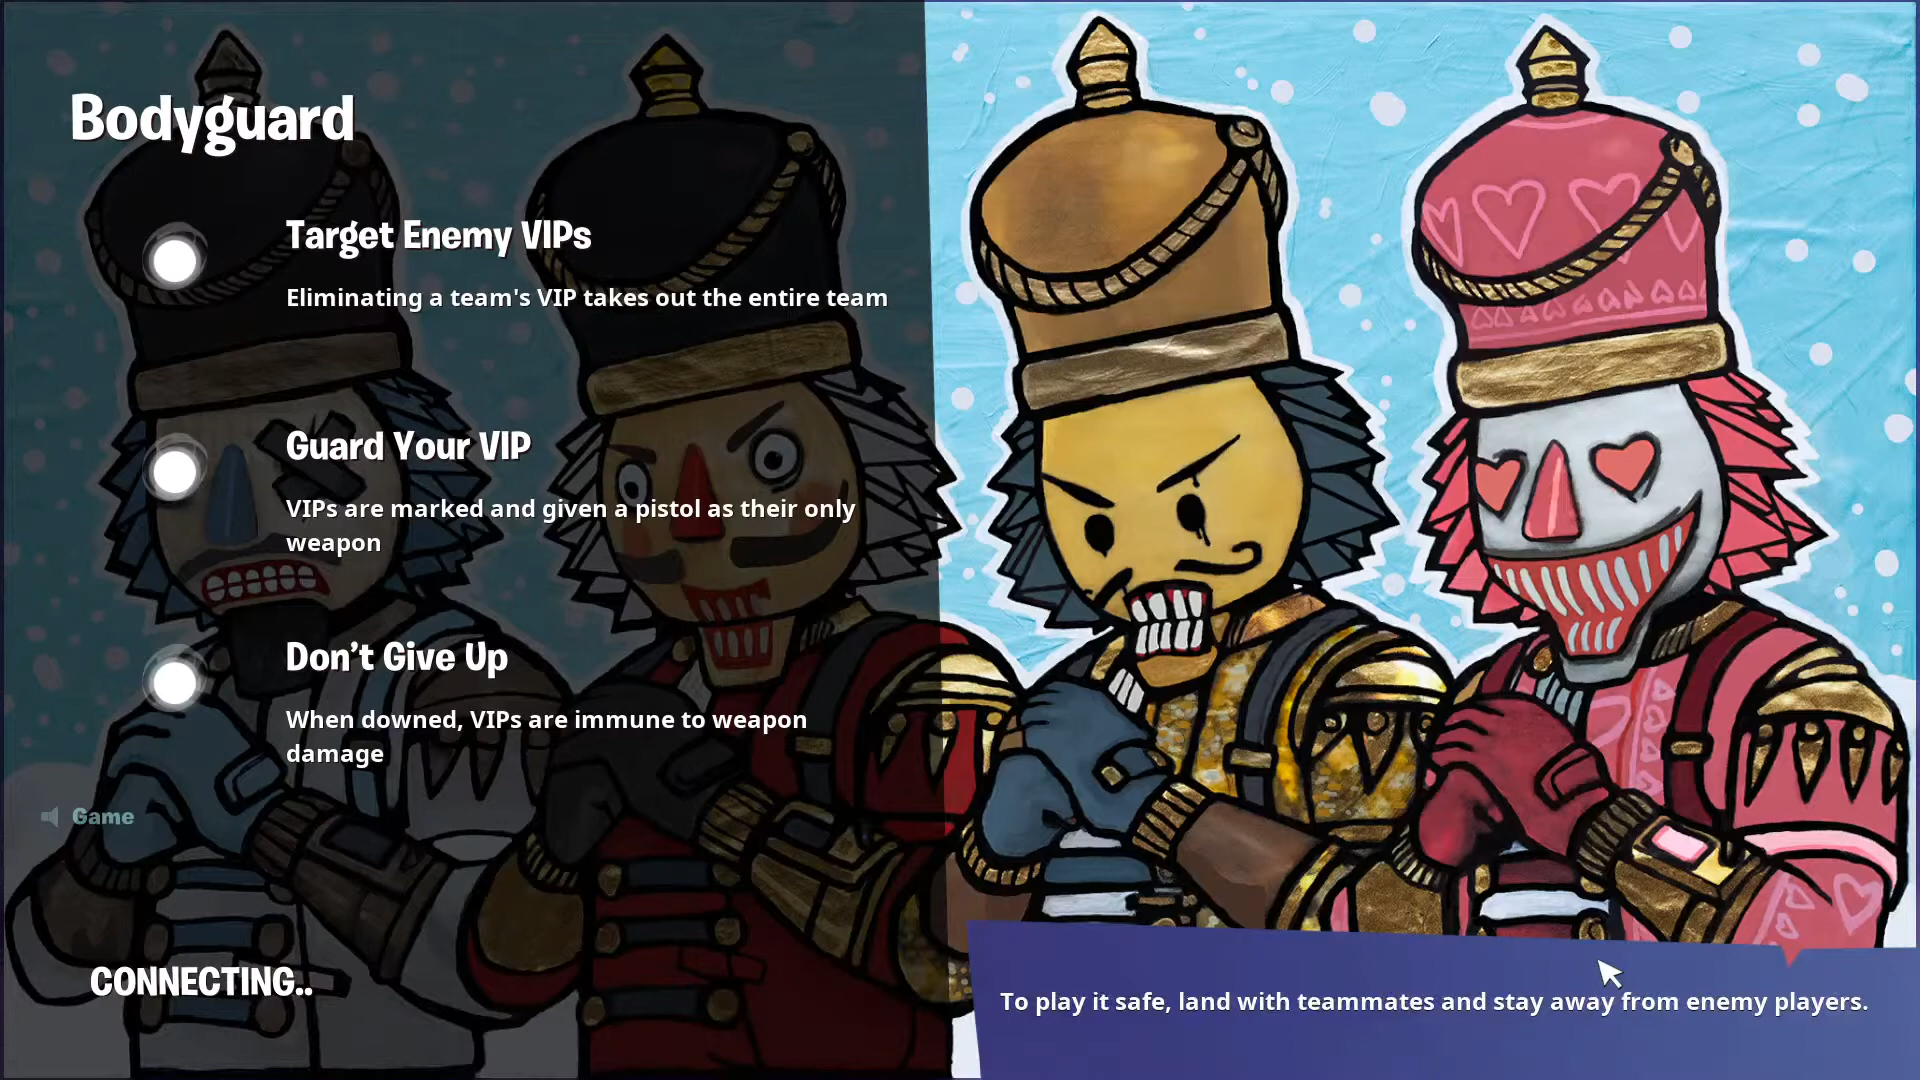 Bodyguard
Target Enemy VIPs
Eliminating a team's VIP takes out the entire team
Guard Your VIP
VIPs are marked and given a pistol as their only
weapon
Don't Give Up
When downed, VIPs are immune to weapon
damage
Game
CONNECTING..
To play it safe, land with teammates and stay away from enemy players.